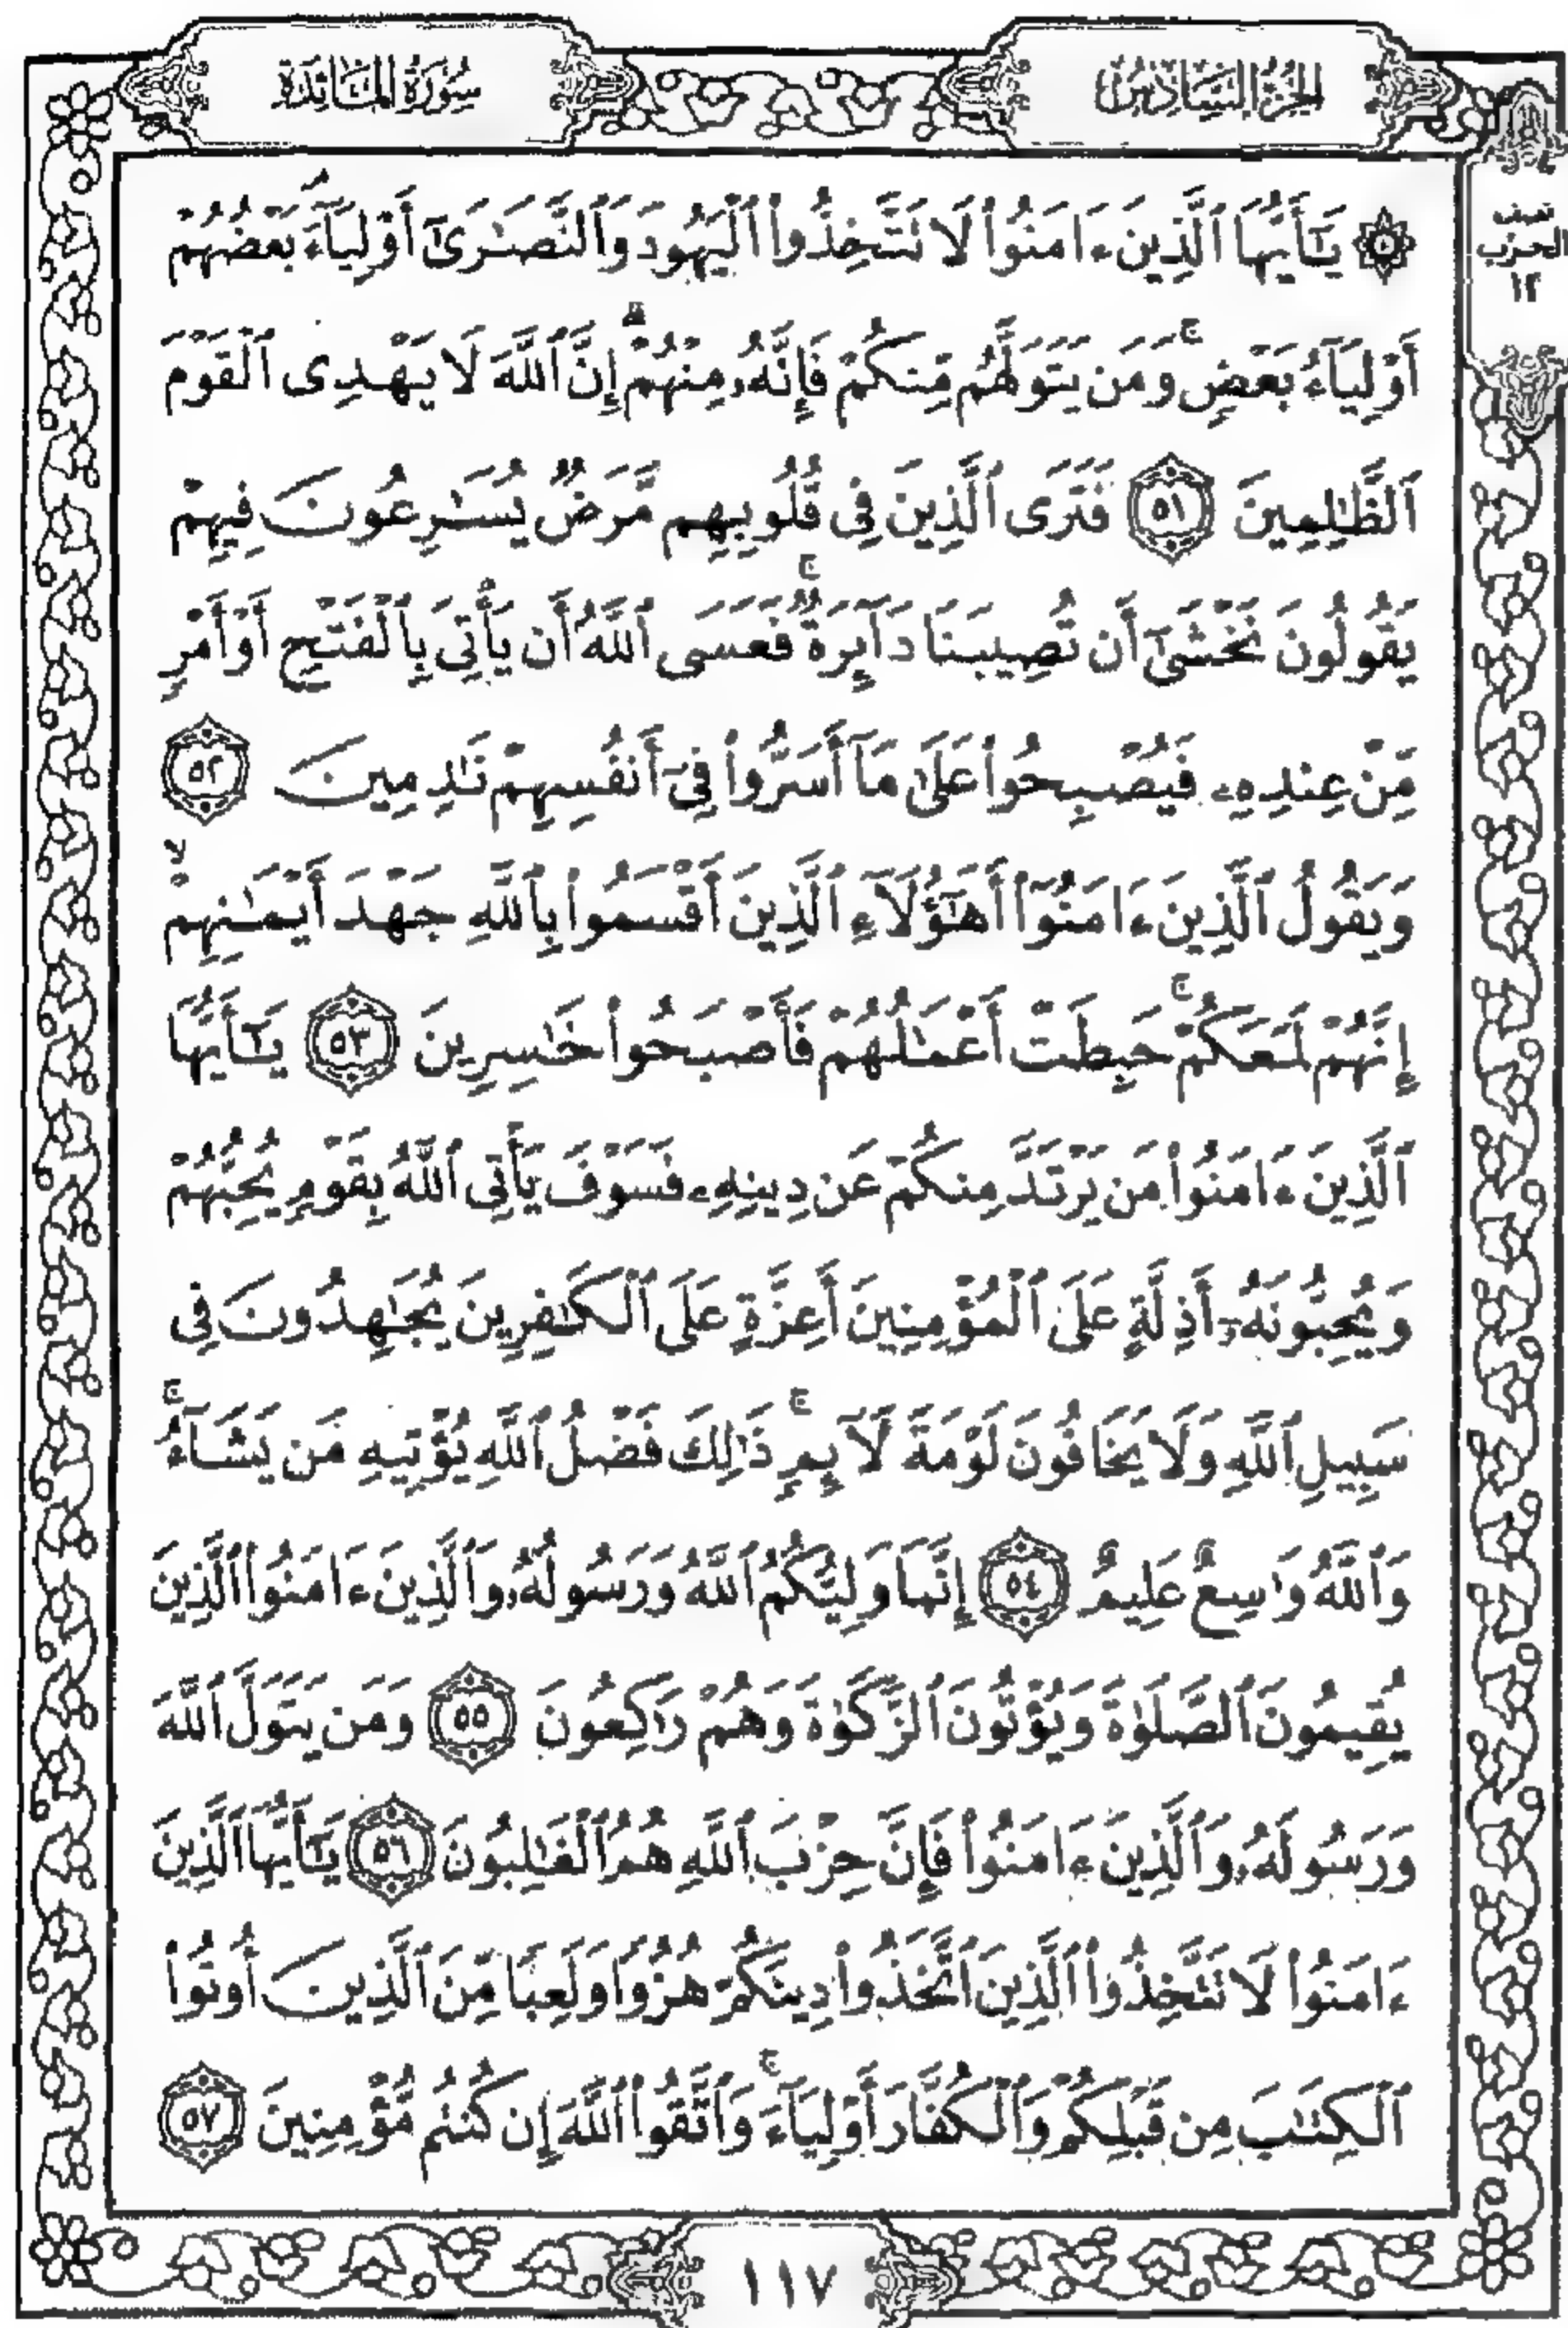 الجزء السادس
سورة المائدة
نصف
الحزب
١٢
۞ يَٰٓأَيُّهَا ٱلَّذِينَ ءَامَنُوا۟ لَا تَتَّخِذُوا۟ ٱلْيَهُودَ وَٱلنَّصَٰرَىٰٓ أَوْلِيَآءَ ۘ بَعْضُهُمْ
أَوْلِيَآءُ بَعْضٍ ۚ وَمَن يَتَوَلَّهُم مِّنكُمْ فَإِنَّهُۥ مِنْهُمْ ۗ إِنَّ ٱللَّهَ لَا يَهْدِى ٱلْقَوْمَ
ٱلظَّٰلِمِينَ ٥١ فَتَرَى ٱلَّذِينَ فِى قُلُوبِهِم مَّرَضٌ يُسَٰرِعُونَ فِيهِمْ
يَقُولُونَ نَخْشَىٰٓ أَن تُصِيبَنَا دَآئِرَةٌ ۚ فَعَسَى ٱللَّهُ أَن يَأْتِىَ بِٱلْفَتْحِ أَوْ أَمْرٍ
مِّنْ عِندِهِۦ فَيُصْبِحُوا۟ عَلَىٰ مَآ أَسَرُّوا۟ فِىٓ أَنفُسِهِمْ نَٰدِمِينَ ٥٢
وَيَقُولُ ٱلَّذِينَ ءَامَنُوٓا۟ أَهَٰٓؤُلَآءِ ٱلَّذِينَ أَقْسَمُوا۟ بِٱللَّهِ جَهْدَ أَيْمَٰنِهِمْ ۙ
إِنَّهُمْ لَمَعَكُمْ ۚ حَبِطَتْ أَعْمَٰلُهُمْ فَأَصْبَحُوا۟ خَٰسِرِينَ ٥٣ يَٰٓأَيُّهَا
ٱلَّذِينَ ءَامَنُوا۟ مَن يَرْتَدَّ مِنكُمْ عَن دِينِهِۦ فَسَوْفَ يَأْتِى ٱللَّهُ بِقَوْمٍ يُحِبُّهُمْ
وَيُحِبُّونَهُۥٓ أَذِلَّةٍ عَلَى ٱلْمُؤْمِنِينَ أَعِزَّةٍ عَلَى ٱلْكَٰفِرِينَ يُجَٰهِدُونَ فِى
سَبِيلِ ٱللَّهِ وَلَا يَخَافُونَ لَوْمَةَ لَآئِمٍ ۚ ذَٰلِكَ فَضْلُ ٱللَّهِ يُؤْتِيهِ مَن يَشَآءُ ۚ
وَٱللَّهُ وَٰسِعٌ عَلِيمٌ ٥٤ إِنَّمَا وَلِيُّكُمُ ٱللَّهُ وَرَسُولُهُۥ وَٱلَّذِينَ ءَامَنُوا۟ ٱلَّذِينَ
يُقِيمُونَ ٱلصَّلَوٰةَ وَيُؤْتُونَ ٱلزَّكَوٰةَ وَهُمْ رَٰكِعُونَ ٥٥ وَمَن يَتَوَلَّ ٱللَّهَ
وَرَسُولَهُۥ وَٱلَّذِينَ ءَامَنُوا۟ فَإِنَّ حِزْبَ ٱللَّهِ هُمُ ٱلْغَٰلِبُونَ ٥٦ يَٰٓأَيُّهَا ٱلَّذِينَ
ءَامَنُوا۟ لَا تَتَّخِذُوا۟ ٱلَّذِينَ ٱتَّخَذُوا۟ دِينَكُمْ هُزُوًا وَلَعِبًا مِّنَ ٱلَّذِينَ أُوتُوا۟
ٱلْكِتَٰبَ مِن قَبْلِكُمْ وَٱلْكُفَّارَ أَوْلِيَآءَ ۚ وَٱتَّقُوا۟ ٱللَّهَ إِن كُنتُم مُّؤْمِنِينَ ٥٧
١١٧